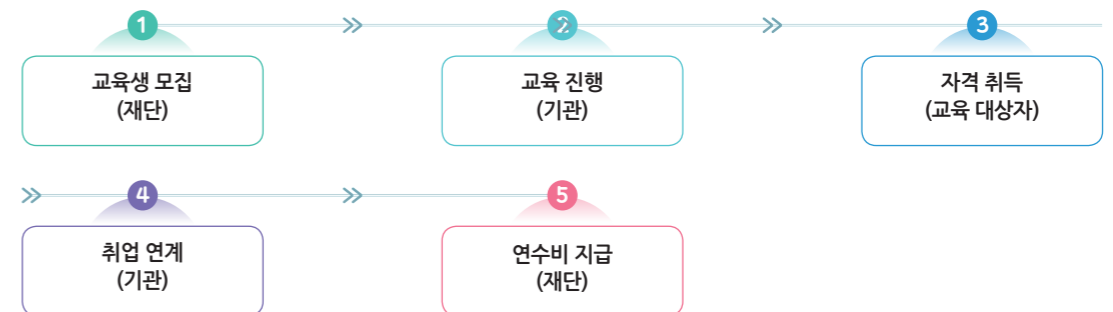 1
교육생 모집
(재단)
2
교육 진행
(기관)
3
자격 취득
(교육 대상자)
4
취업 연계
(기관)
5
연수비 지급
(재단)